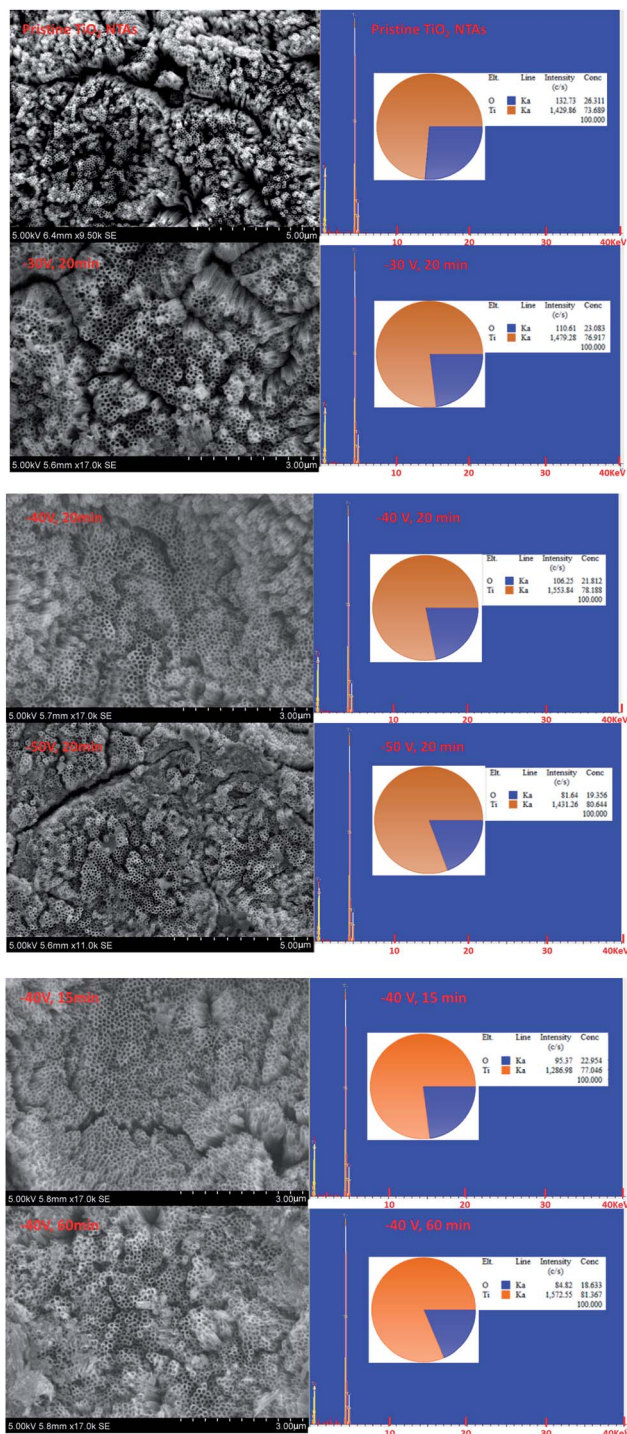 Pristine TiO2 NTAs
5.00kV 6.4mm x9.50k SE 5.00μm
Pristine TiO2 NTAs
Elt. Line Intensity Conc
(c/s)
O Ka 132.73 26.311
Ti Ka 1,429.86 73.689
100.000
10 20 30 40KeV
-30V, 20min
5.00kV 5.6mm x17.0k SE 3.00μm
-30 V, 20 min
Elt. Line Intensity Conc
(c/s)
O Ka 110.61 23.083
Ti Ka 1,479.28 76.917
100.000
10 20 30 40KeV
-40V, 20min
5.00kV 5.7mm x17.0k SE 3.00μm
-40 V, 20 min
Elt. Line Intensity Conc
(c/s)
O Ka 106.25 21.812
Ti Ka 1,553.84 78.188
100.000
10 20 30 40KeV
-50V, 20min
5.00kV 5.6mm x11.0k SE 5.00μm
-50 V, 20 min
Elt. Line Intensity Conc
(c/s)
O Ka 81.64 19.356
Ti Ka 1,431.26 80.644
100.000
10 20 30 40KeV
-40V, 15min
5.00kV 5.8mm x17.0k SE 3.00μm
-40 V, 15 min
Elt. Line Intensity Conc
(c/s)
O Ka 95.37 22.954
Ti Ka 1,286.98 77.046
100.000
10 20 30 40KeV
-40V, 60min
5.00kV 5.8mm x17.0k SE 3.00μm
-40 V, 60 min
Elt. Line Intensity Conc
(c/s)
O Ka 84.82 18.633
Ti Ka 1,572.55 81.367
100.000
10 20 30 40KeV